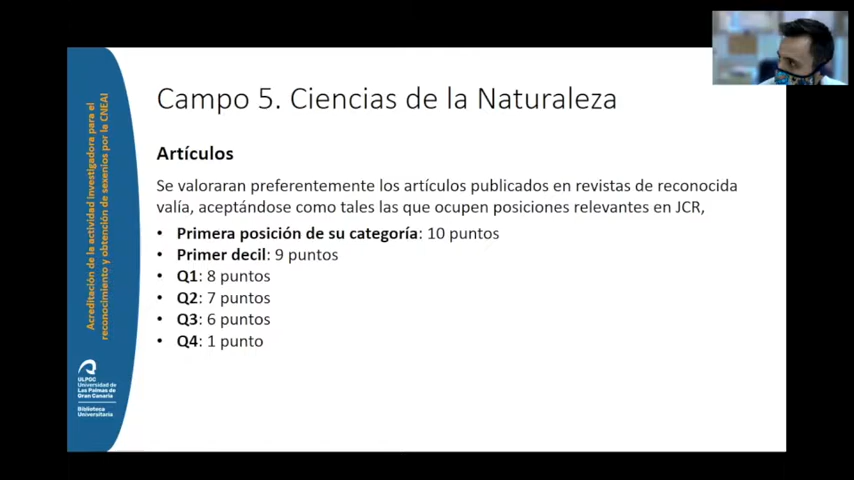 Campo 5. Ciencias de la Naturaleza
Artículos
Se valoraran preferentemente los artículos publicados en revistas de reconocida
valía, aceptándose como tales las que ocupen posiciones relevantes en JCR,
• Primera posición de su categoría: 10 puntos
• Primer decil: 9 puntos
• Q1: 8 puntos
• Q2: 7 puntos
• Q3: 6 puntos
• Q4: 1 punto
Acreditación de la actividad investigadora para el
reconocimiento y obtención de sexenios por la CNEAI
ULPGC
Universidad de
Las Palmas de
Gran Canaria
Biblioteca
Universitaria